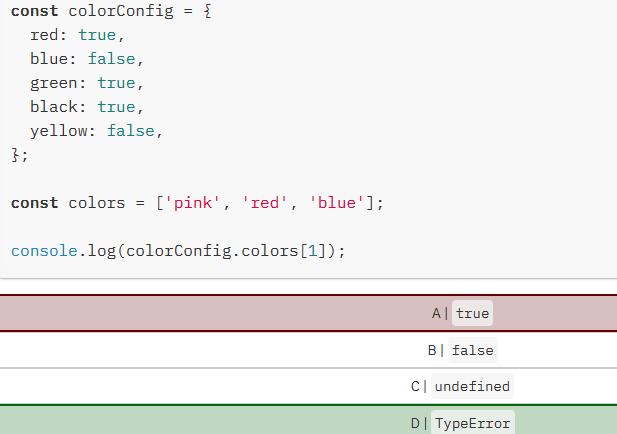 const colorConfig = {
  red: true,
  blue: false,
  green: true,
  black: true,
  yellow: false,
};

const colors = ['pink', 'red', 'blue'];

console.log(colorConfig.colors[1]);
A| true
B| false
C| undefined
D| TypeError